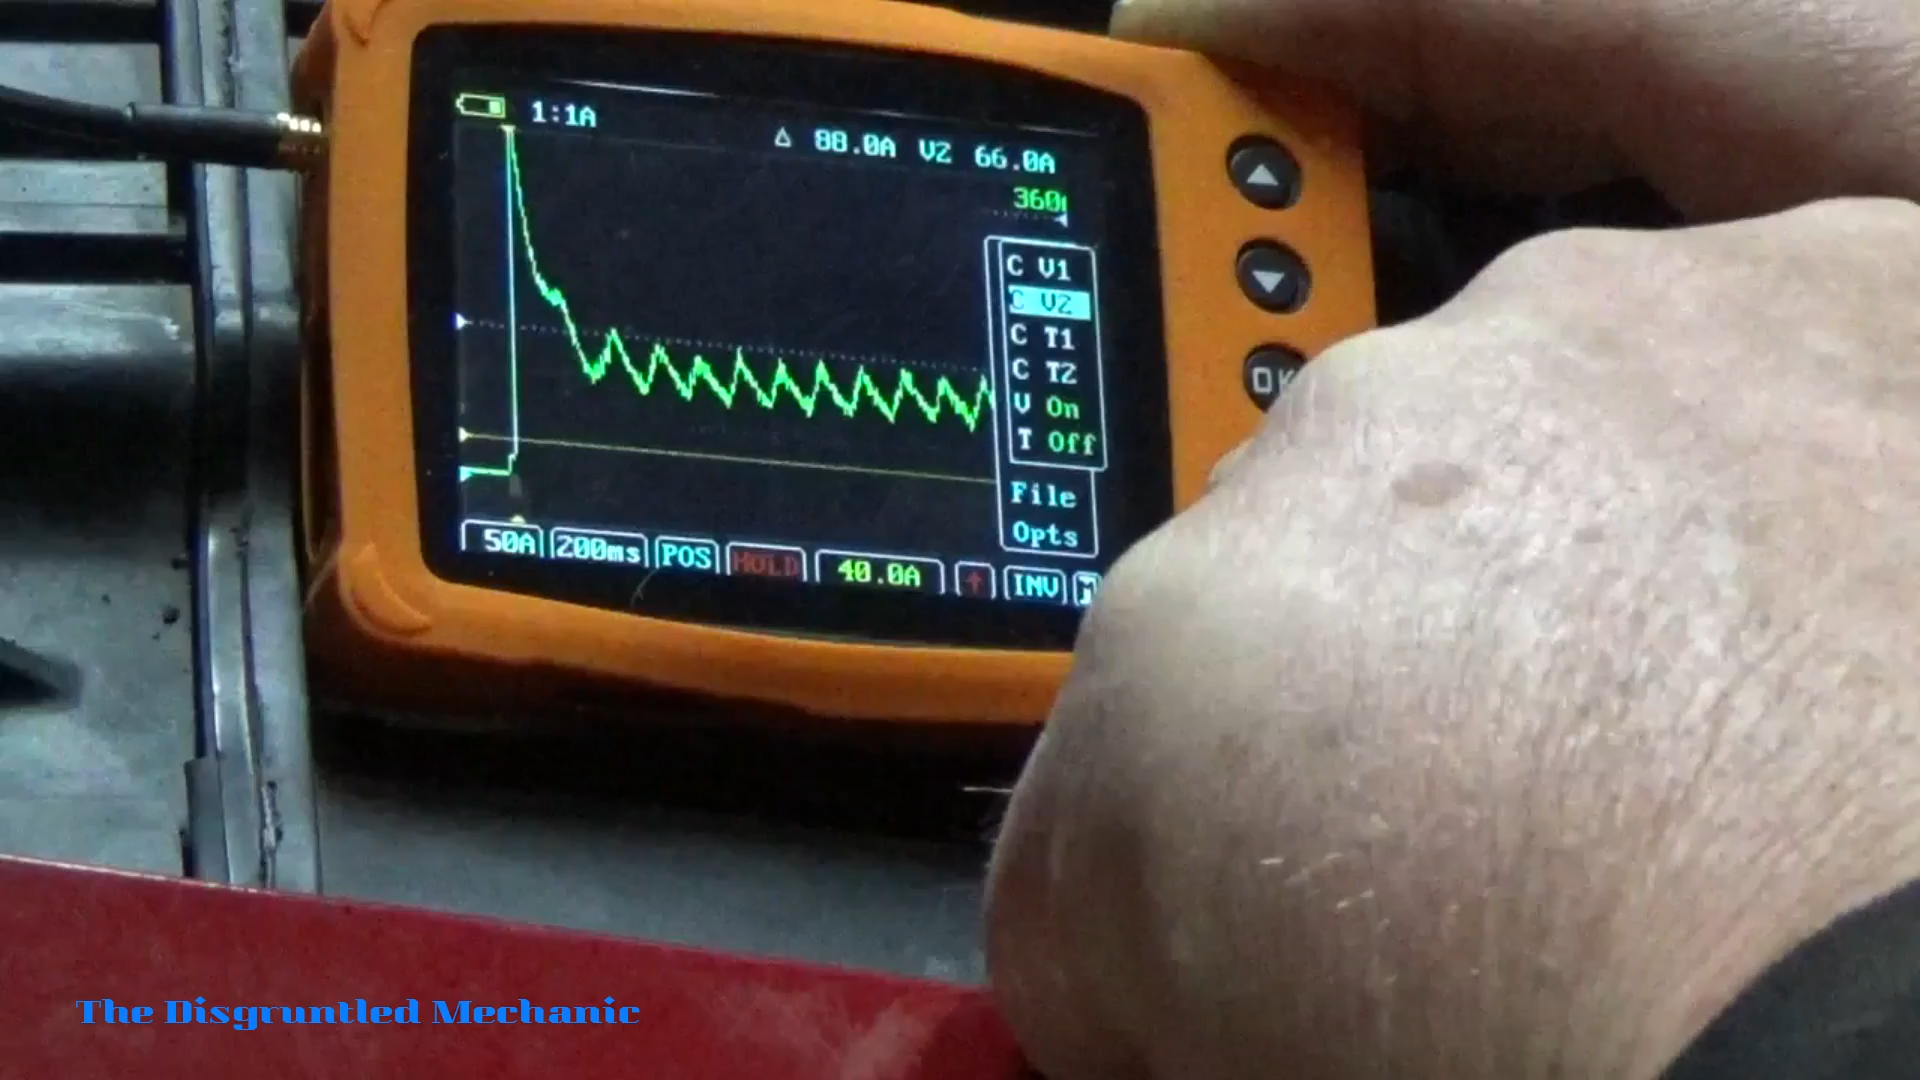 1:1A
△ 88.0A V2 66.0A
360
C V1
C V2
C T1
C T2
V On
T Off
File
Opts
50A 200ms POS HOLD 40.0A ↑ INV
OK
The Disgruntled Mechanic